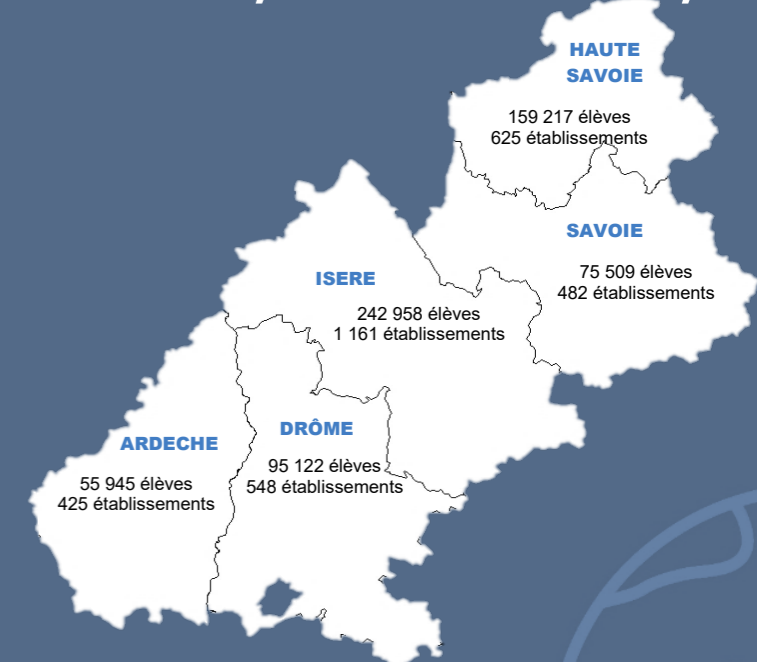 HAUTE
SAVOIE
159 217 élèves
625 établissements
SAVOIE
75 509 élèves
482 établissements
ISERE
242 958 élèves
1 161 établissements
DRÔME
95 122 élèves
548 établissements
ARDECHE
55 945 élèves
425 établissements